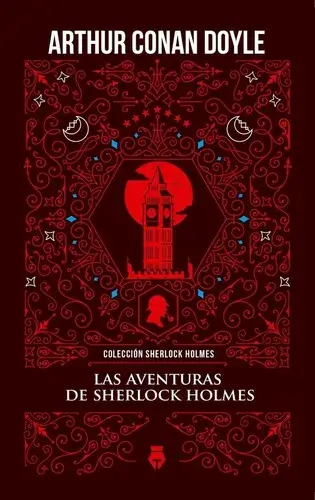 ARTHUR CONAN DOYLE
COLECCIÓN SHERLOCK HOLMES
LAS AVENTURAS
DE SHERLOCK HOLMES